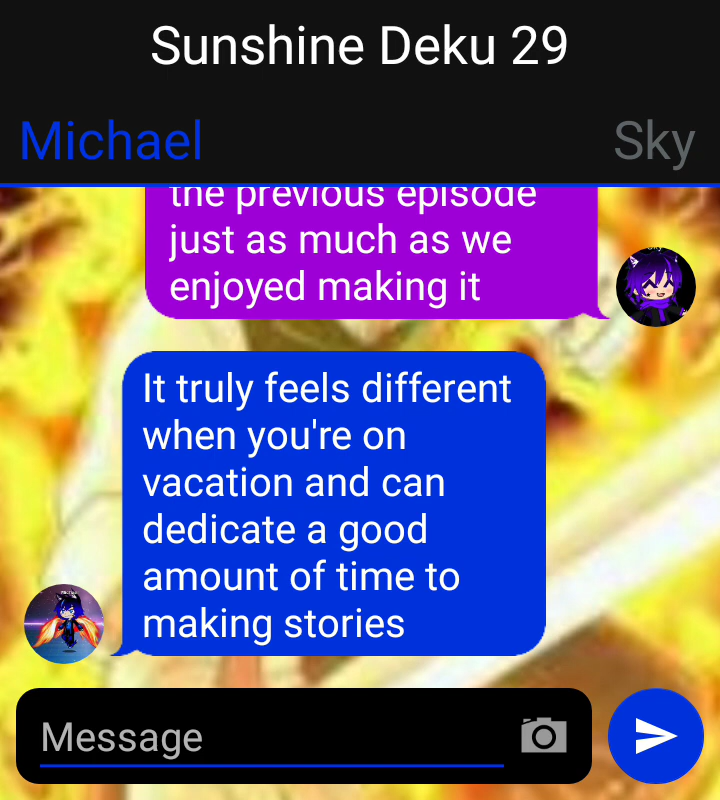 Sunshine Deku 29
Michael
Sky
the previous episode
just as much as we
enjoyed making it
It truly feels different
when you're on
vacation and can
dedicate a good
amount of time to
making stories
Message